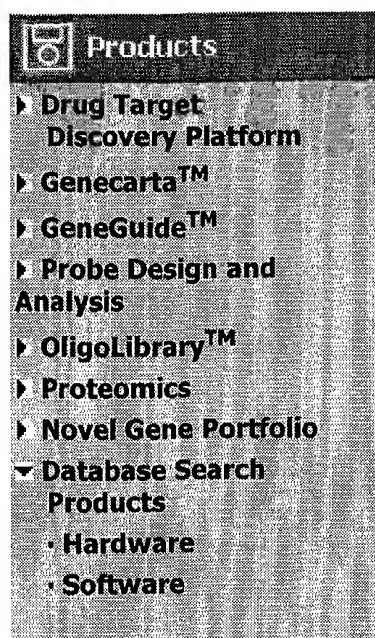 Products
Drug Target
Discovery Platform
Genecarta™
GeneGuide™
Probe Design and
Analysis
OligoLibrary™
Proteomics
Novel Gene Portfolio
Database Search
Products
· Hardware
· Software